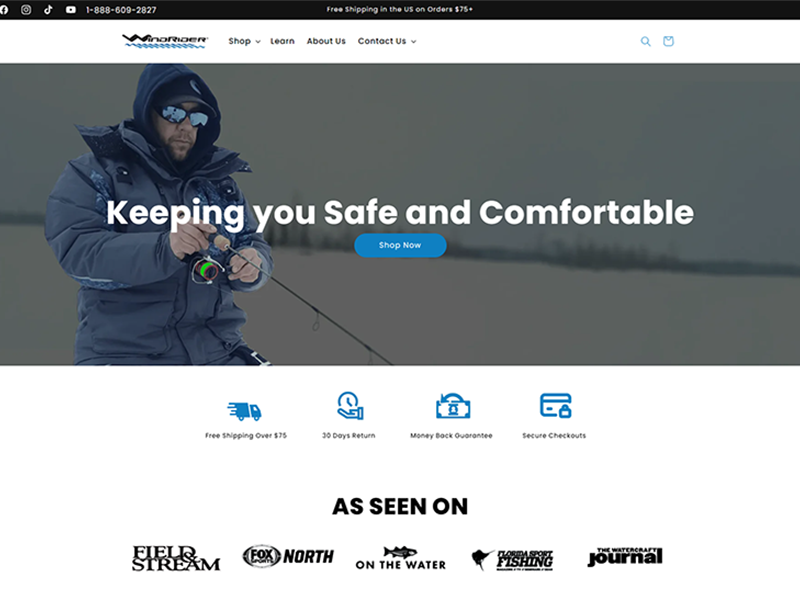 1-888-609-2827
Free Shipping in the US on Orders $75+
WINDRIDER
Shop
Learn
About Us
Contact Us
Keeping you Safe and Comfortable
Shop Now
Free Shipping Over $75
30 Days Return
Money Back Guarantee
Secure Checkouts
AS SEEN ON
FIELD & STREAM
FOX SPORTS NORTH
ON THE WATER
FLORIDA SPORT FISHING
THE WATERCRAFT journal